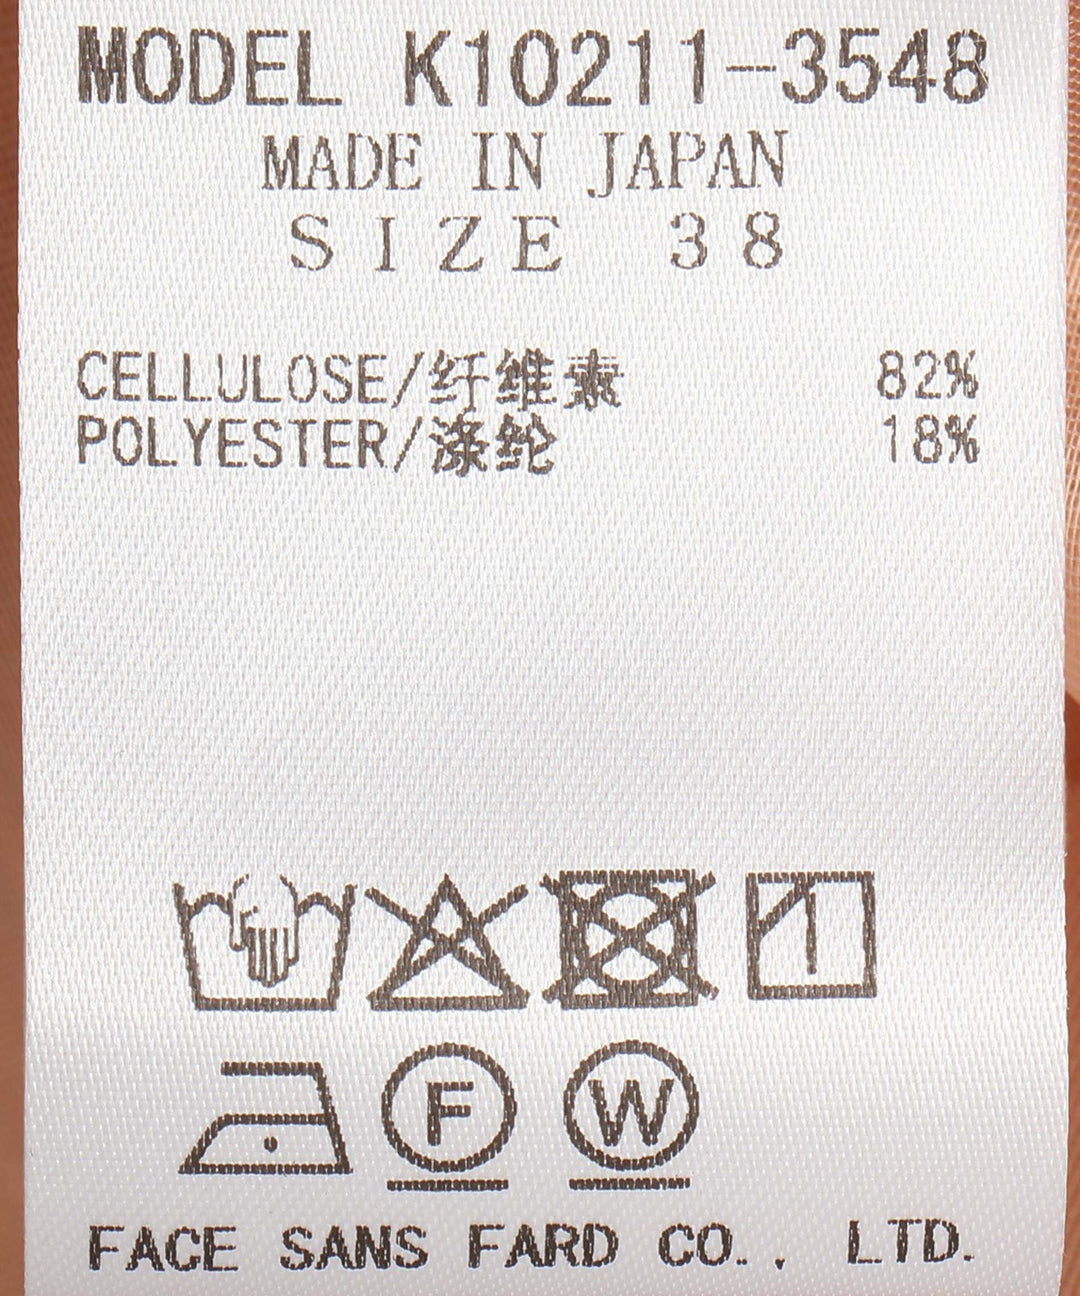 MODEL K10211-3548
MADE IN JAPAN
SIZE 38
CELLULOSE/纤维素 82%
POLYESTER/涤纶 18%
F W
FACE SANS FARD CO., LTD.